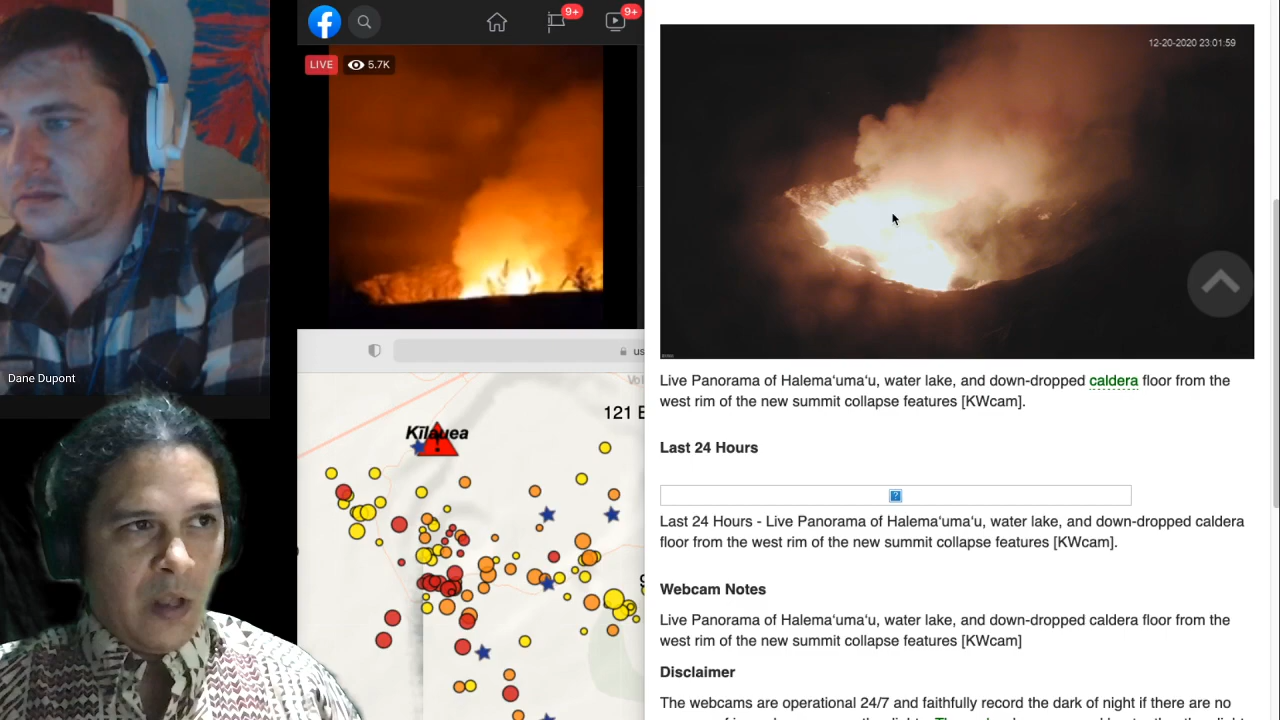 Dane Dupont
9+
9+
LIVE 5.7K
us
121 E
Kīlauea
12-20-2020 23:01:59
Live Panorama of Halemaʻumaʻu, water lake, and down-dropped caldera floor from the
west rim of the new summit collapse features [KWcam].
Last 24 Hours
Last 24 Hours - Live Panorama of Halemaʻumaʻu, water lake, and down-dropped caldera
floor from the west rim of the new summit collapse features [KWcam].
Webcam Notes
Live Panorama of Halemaʻumaʻu, water lake, and down-dropped caldera floor from the
west rim of the new summit collapse features [KWcam]
Disclaimer
The webcams are operational 24/7 and faithfully record the dark of night if there are no